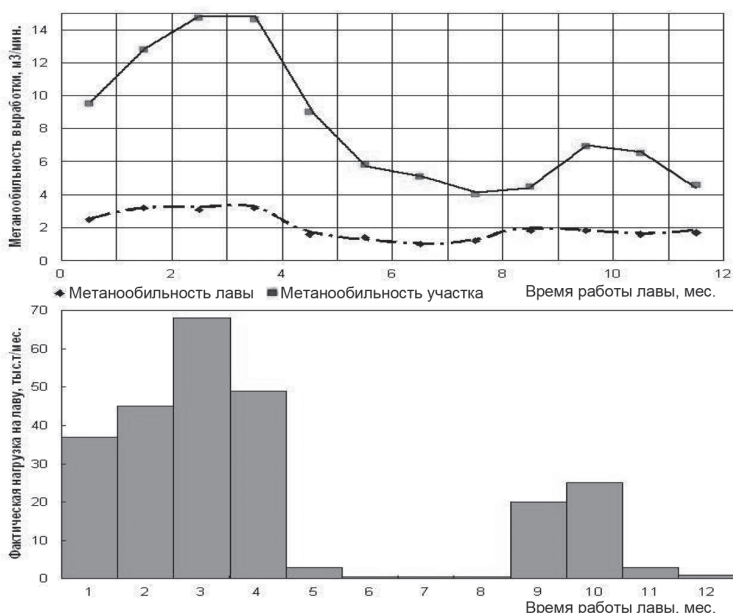 Метанообильность выработки, м3/мин.
14
12
10
8
6
4
2
0
0 2 4 6 8 10 12
Метанообильность лавы Метанообильность участка Время работы лавы, мес.
Фактическая нагрузка на лаву, тыс.т/мес.
70
60
50
40
30
20
10
0
1 2 3 4 5 6 7 8 9 10 11 12
Время работы лавы, мес.